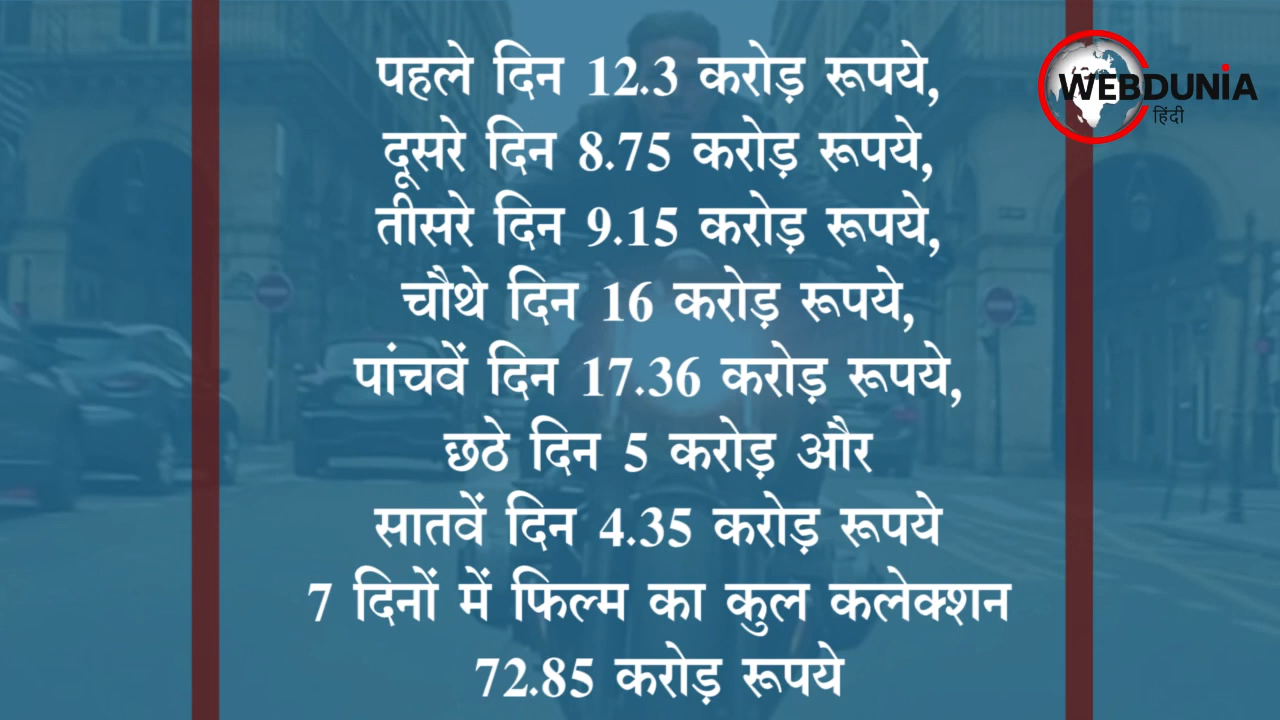 पहले दिन 12.3 करोड़ रूपये,
दूसरे दिन 8.75 करोड़ रूपये,
तीसरे दिन 9.15 करोड़ रूपये,
चौथे दिन 16 करोड़ रूपये,
पांचवें दिन 17.36 करोड़ रूपये,
छठे दिन 5 करोड़ और
सातवें दिन 4.35 करोड़ रूपये
7 दिनों में फिल्म का कुल कलेक्शन
72.85 करोड़ रूपये
WEBDUNIA
हिंदी